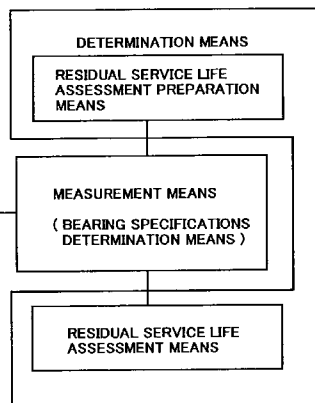 DETERMINATION MEANS
RESIDUAL SERVICE LIFE
ASSESSMENT PREPARATION
MEANS
MEASUREMENT MEANS
( BEARING SPECIFICATIONS
DETERMINATION MEANS )
RESIDUAL SERVICE LIFE
ASSESSMENT MEANS